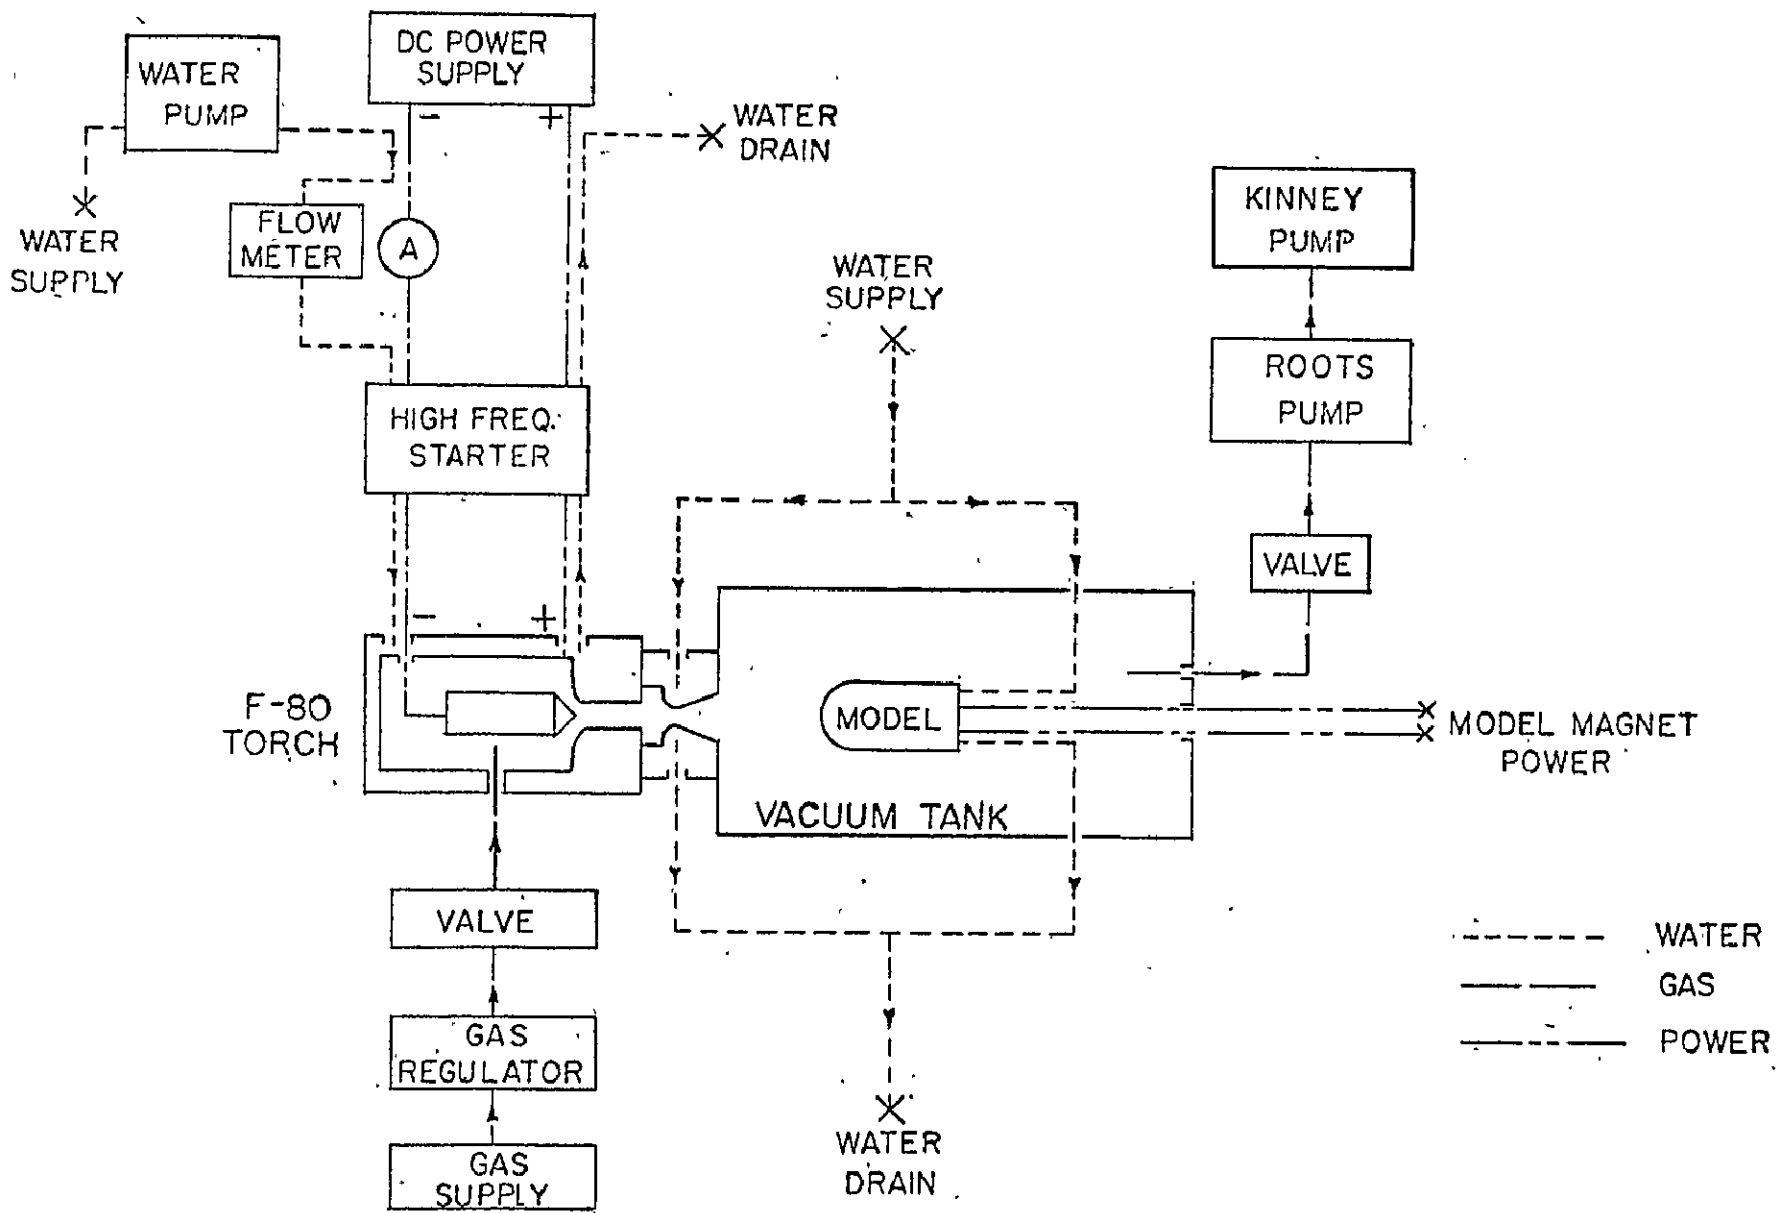 DC POWER
SUPPLY
WATER
PUMP
-
+
WATER
DRAIN
WATER
SUPPLY
FLOW
METER
A
WATER
SUPPLY
KINNEY
PUMP
ROOTS
PUMP
HIGH FREQ.
STARTER
VALVE
-
+
F-80
TORCH
MODEL
MODEL MAGNET
POWER
VACUUM TANK
VALVE
GAS
REGULATOR
GAS
SUPPLY
WATER
DRAIN
WATER
GAS
POWER